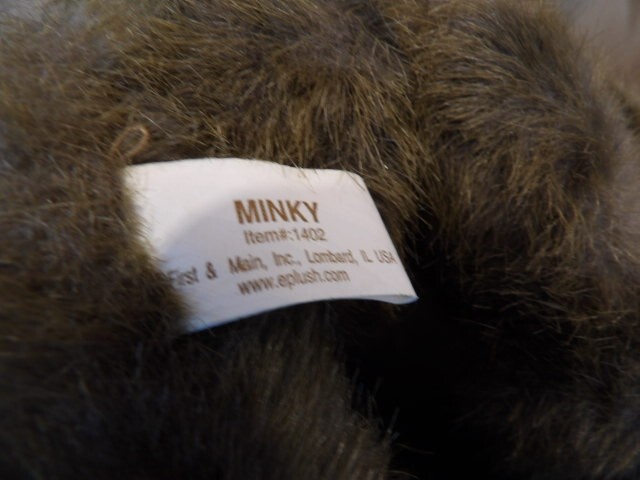 MINKY
Item#:1402
First & Main, Inc., Lombard, IL USA
www.eplush.com